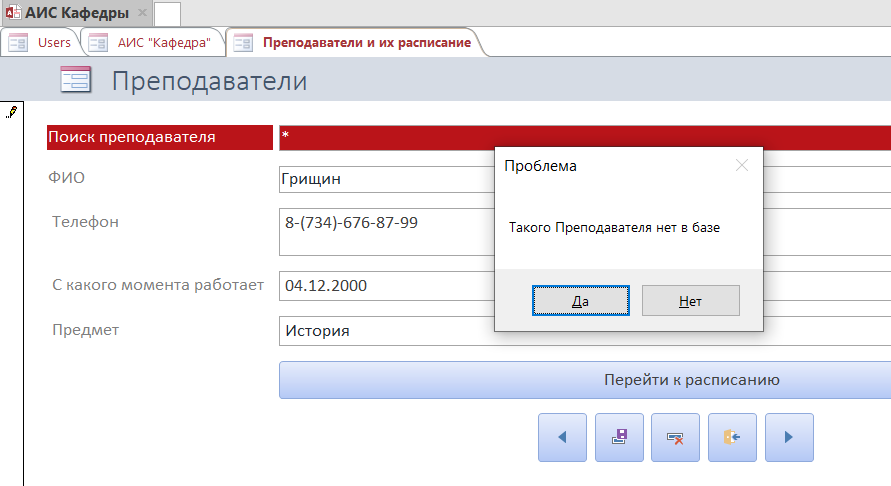 АИС Кафедры
Users
АИС "Кафедра"
Преподаватели и их расписание
Преподаватели
Поиск преподавателя
*
ФИО
Грищин
Телефон
8-(734)-676-87-99
С какого момента работает
04.12.2000
Предмет
История
Проблема
Такого Преподавателя нет в базе
Да
Нет
Перейти к расписанию